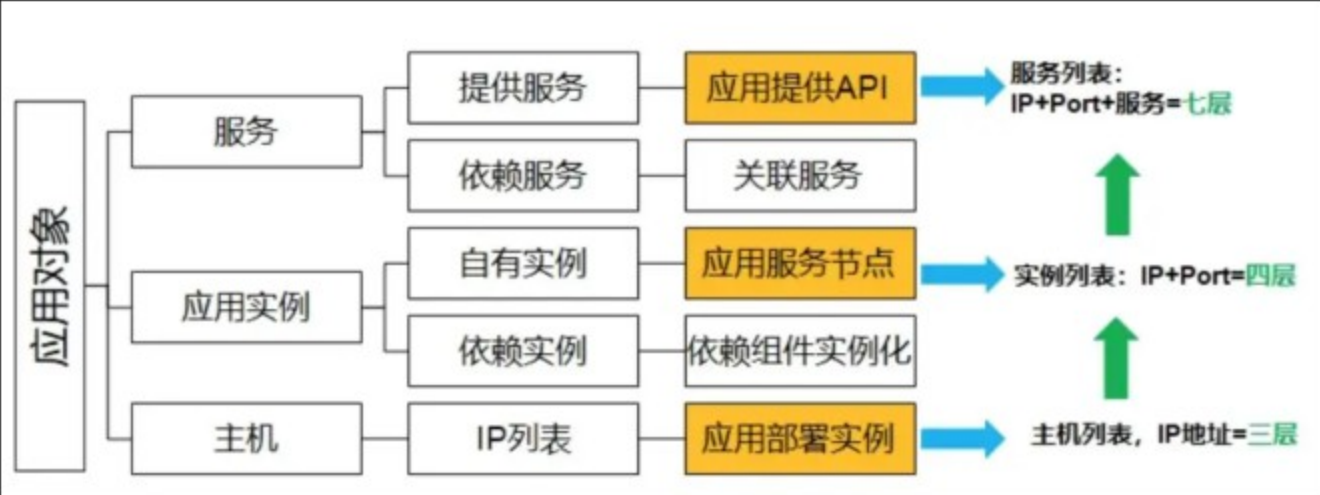 应用对象
服务
提供服务
应用提供API
服务列表：
IP+Port+服务=七层
依赖服务
关联服务
应用实例
自有实例
应用服务节点
实例列表：IP+Port=四层
依赖实例
依赖组件实例化
主机
IP列表
应用部署实例
主机列表，IP地址=三层